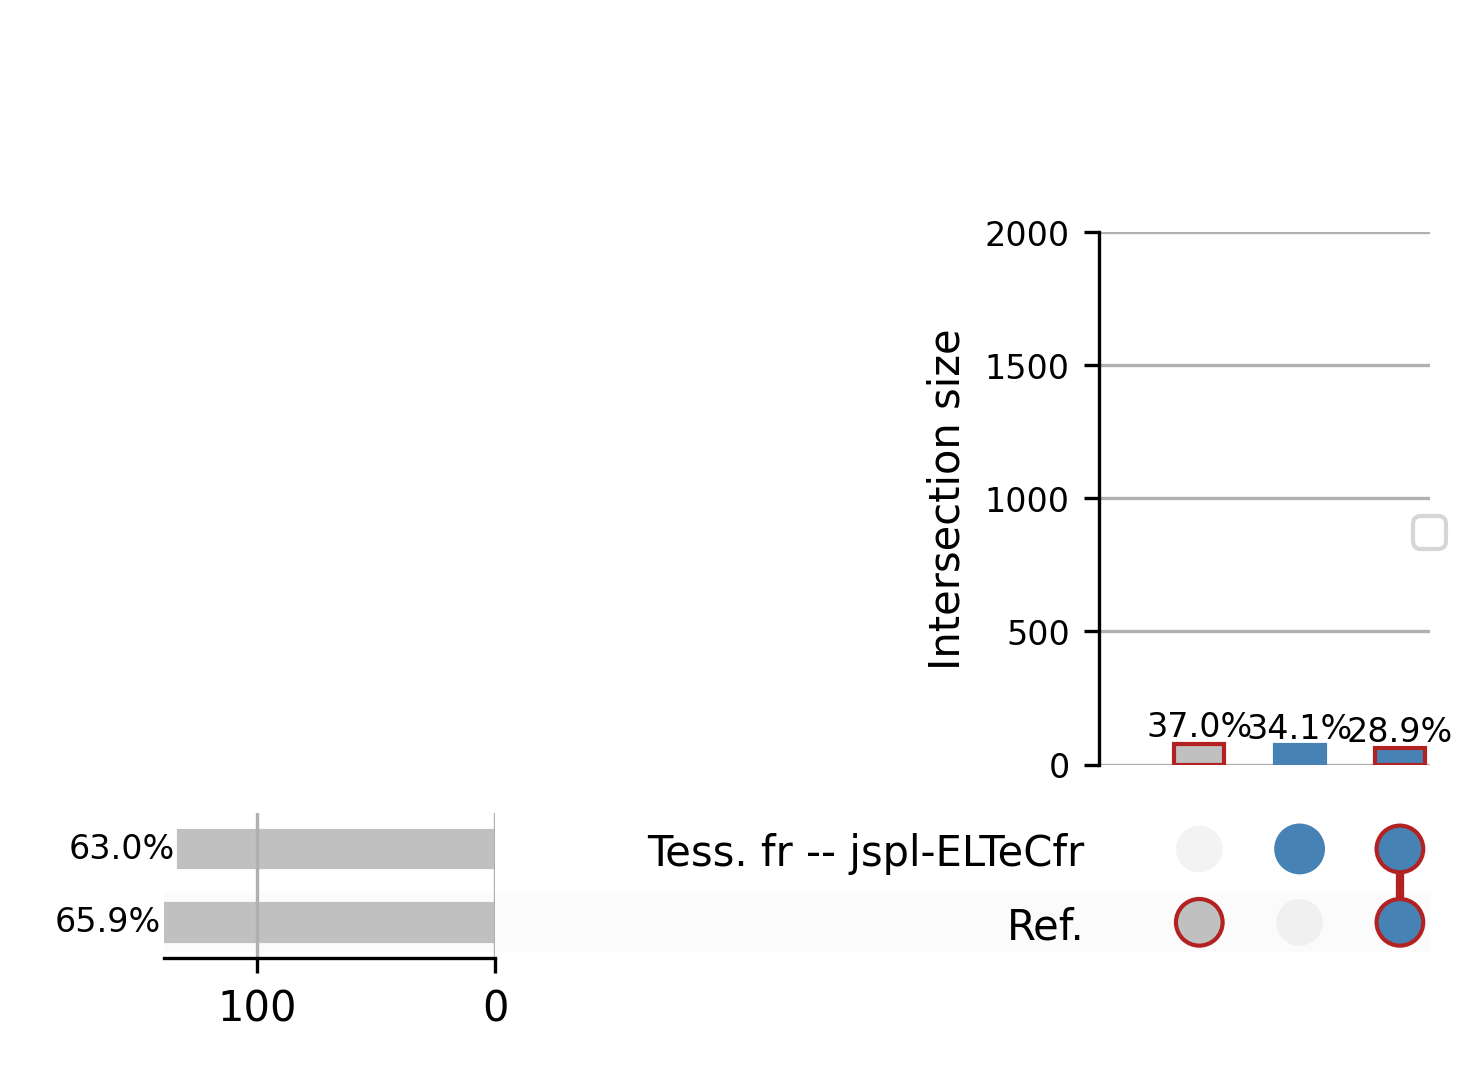 2000
1500
1000
500
0
Intersection size
37.0% 34.1% 28.9%
63.0%
65.9%
Tess. fr -- jspl-ELTeCfr
Ref.
100 0